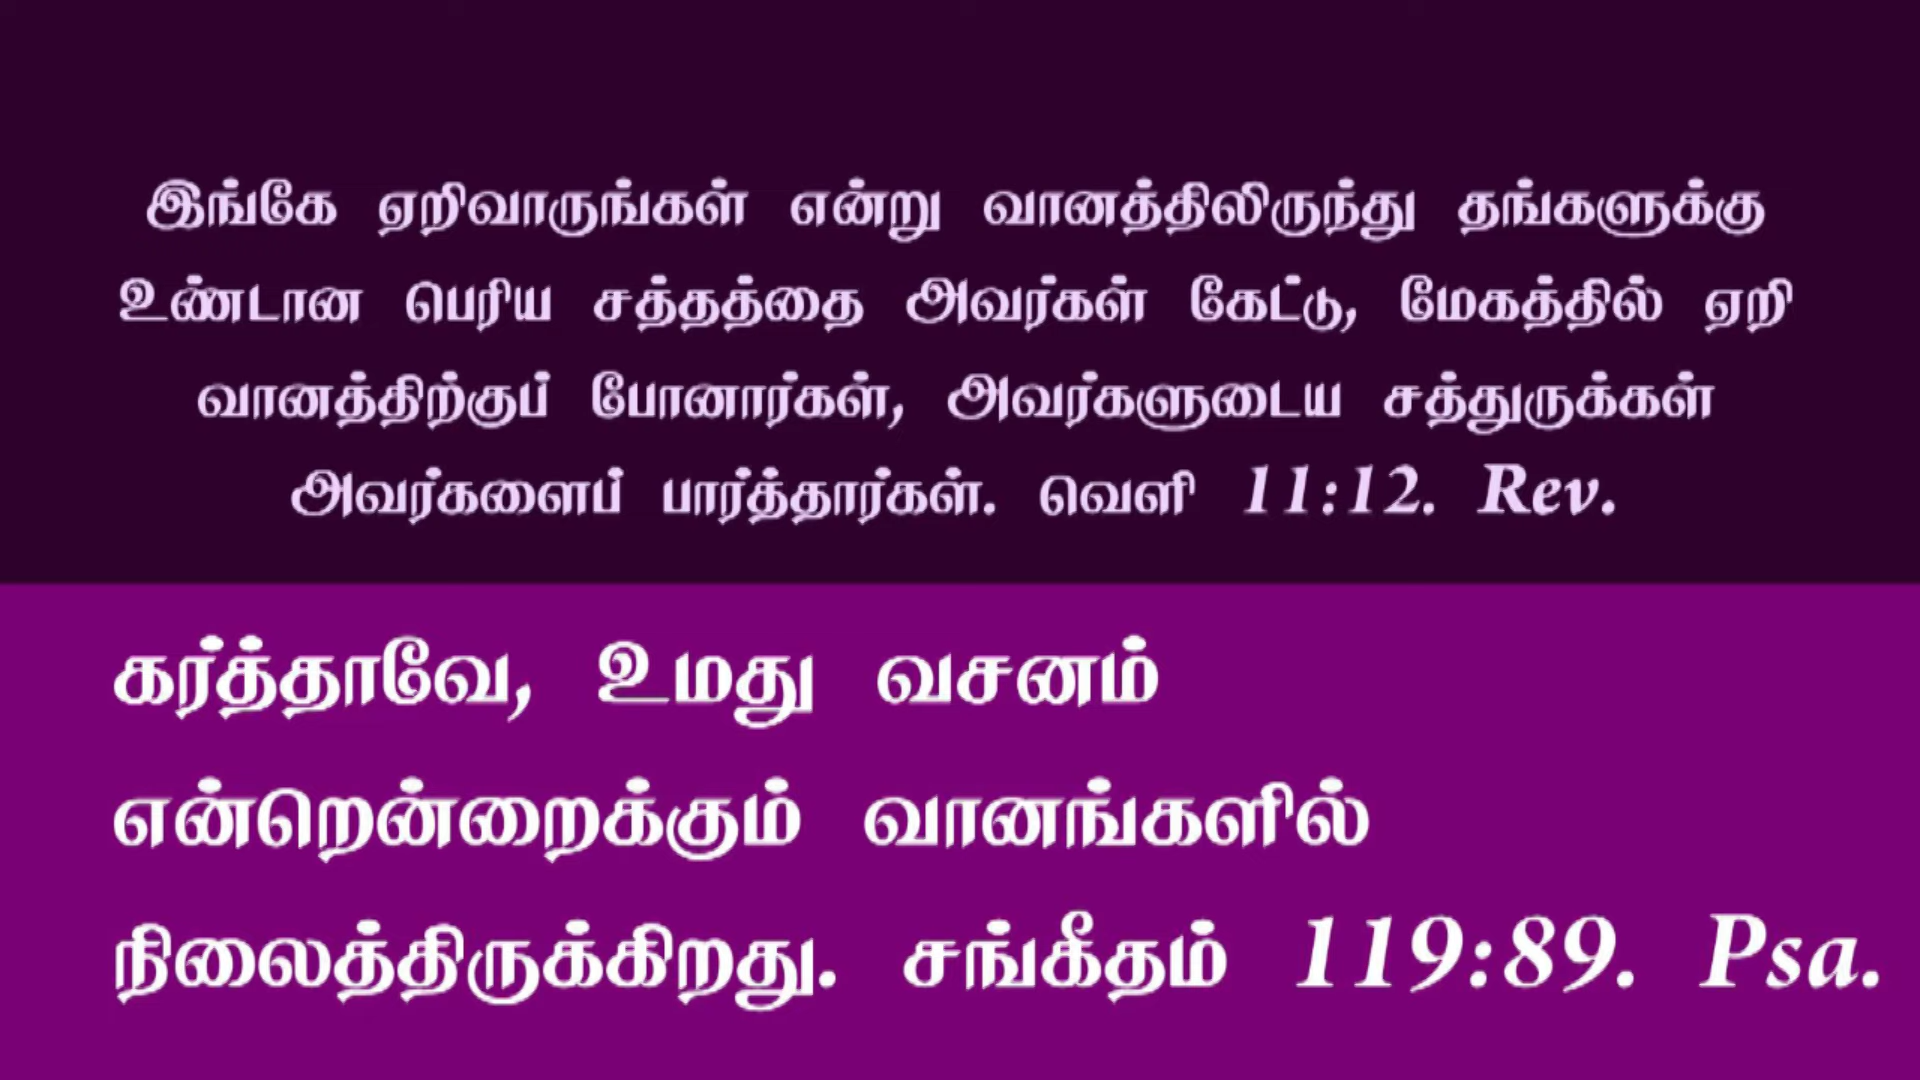 இங்கே ஏறிவாருங்கள் என்று வானத்திலிருந்து தங்களுக்கு
உண்டான பெரிய சத்தத்தை அவர்கள் கேட்டு, மேகத்தில் ஏறி
வானத்திற்குப் போனார்கள், அவர்களுடைய சத்துருக்கள்
அவர்களைப் பார்த்தார்கள். வெளி 11:12. Rev.
கர்த்தாவே, உமது வசனம்
என்றென்றைக்கும் வானங்களில்
நிலைத்திருக்கிறது. சங்கீதம் 119:89. Psa.